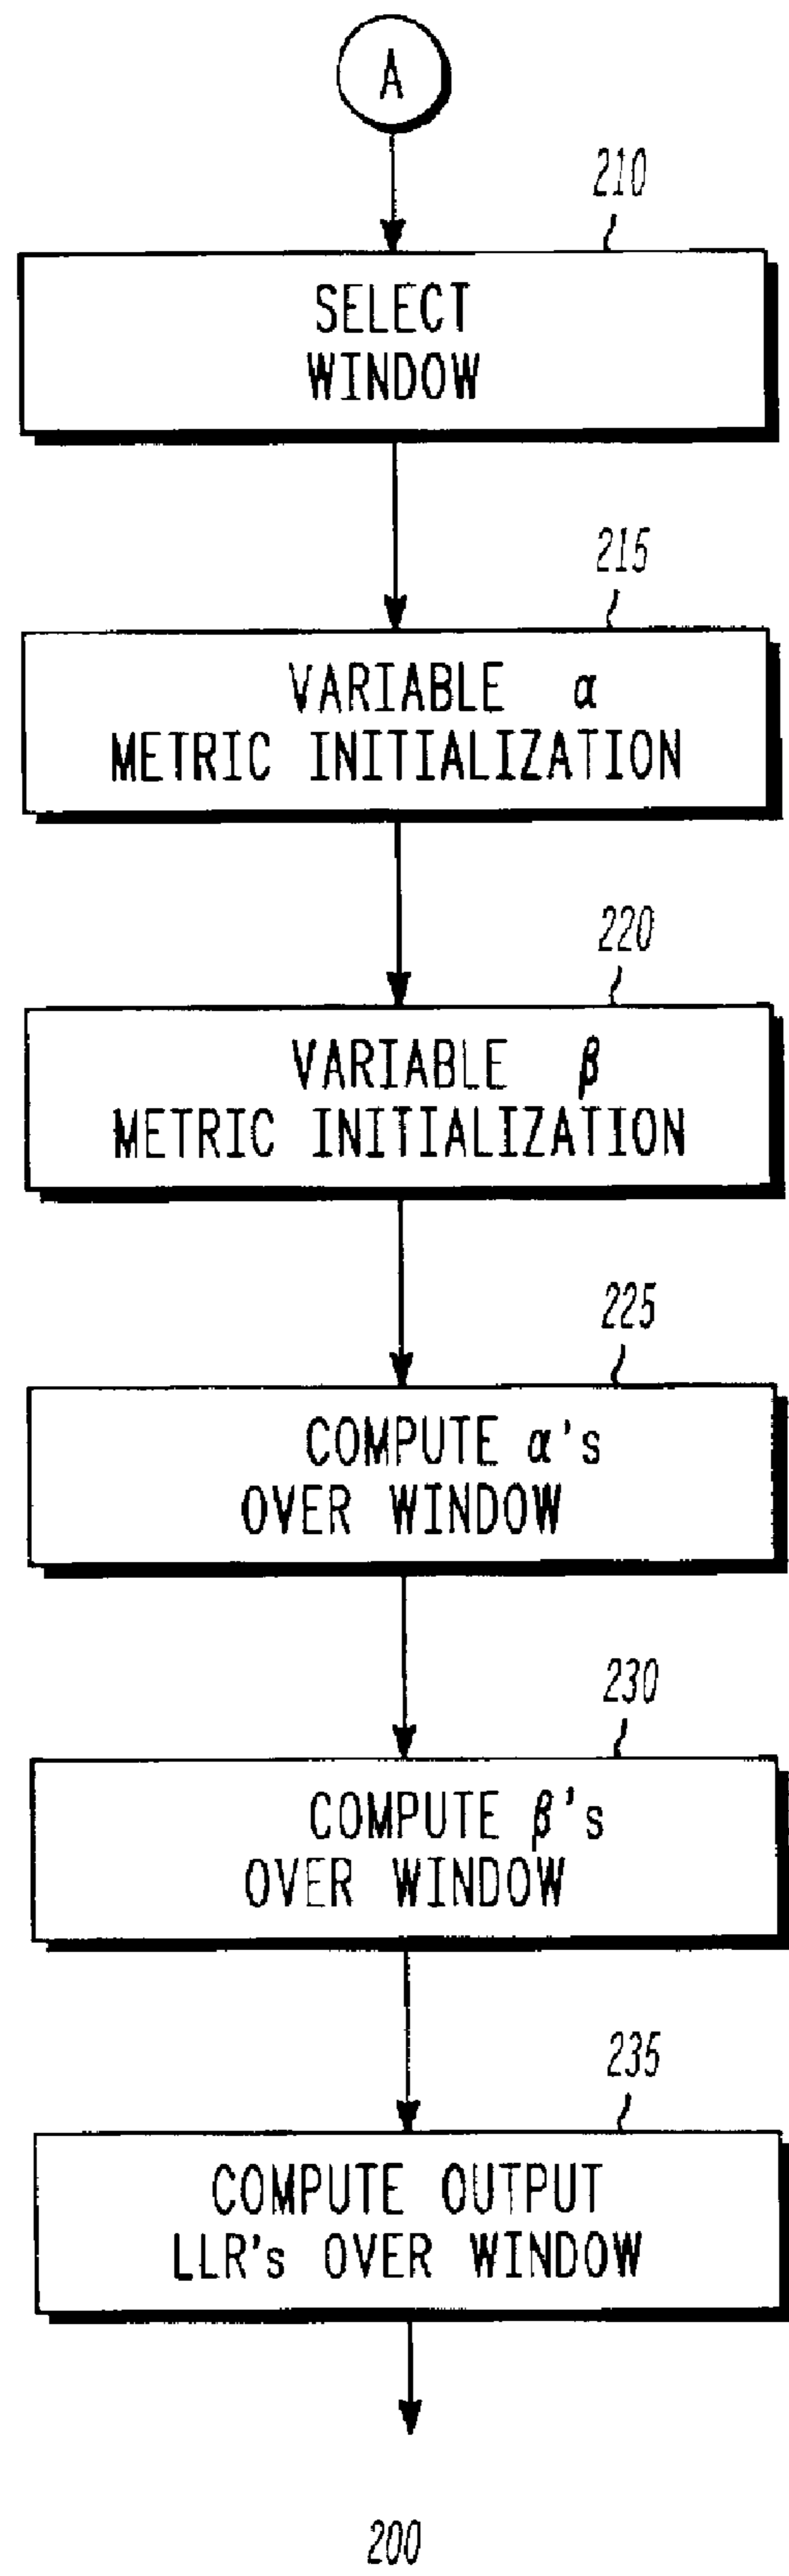 A
210
SELECT
WINDOW
215
VARIABLE α
METRIC INITIALIZATION
220
VARIABLE β
METRIC INITIALIZATION
225
COMPUTE α's
OVER WINDOW
230
COMPUTE β's
OVER WINDOW
235
COMPUTE OUTPUT
LLR's OVER WINDOW
200